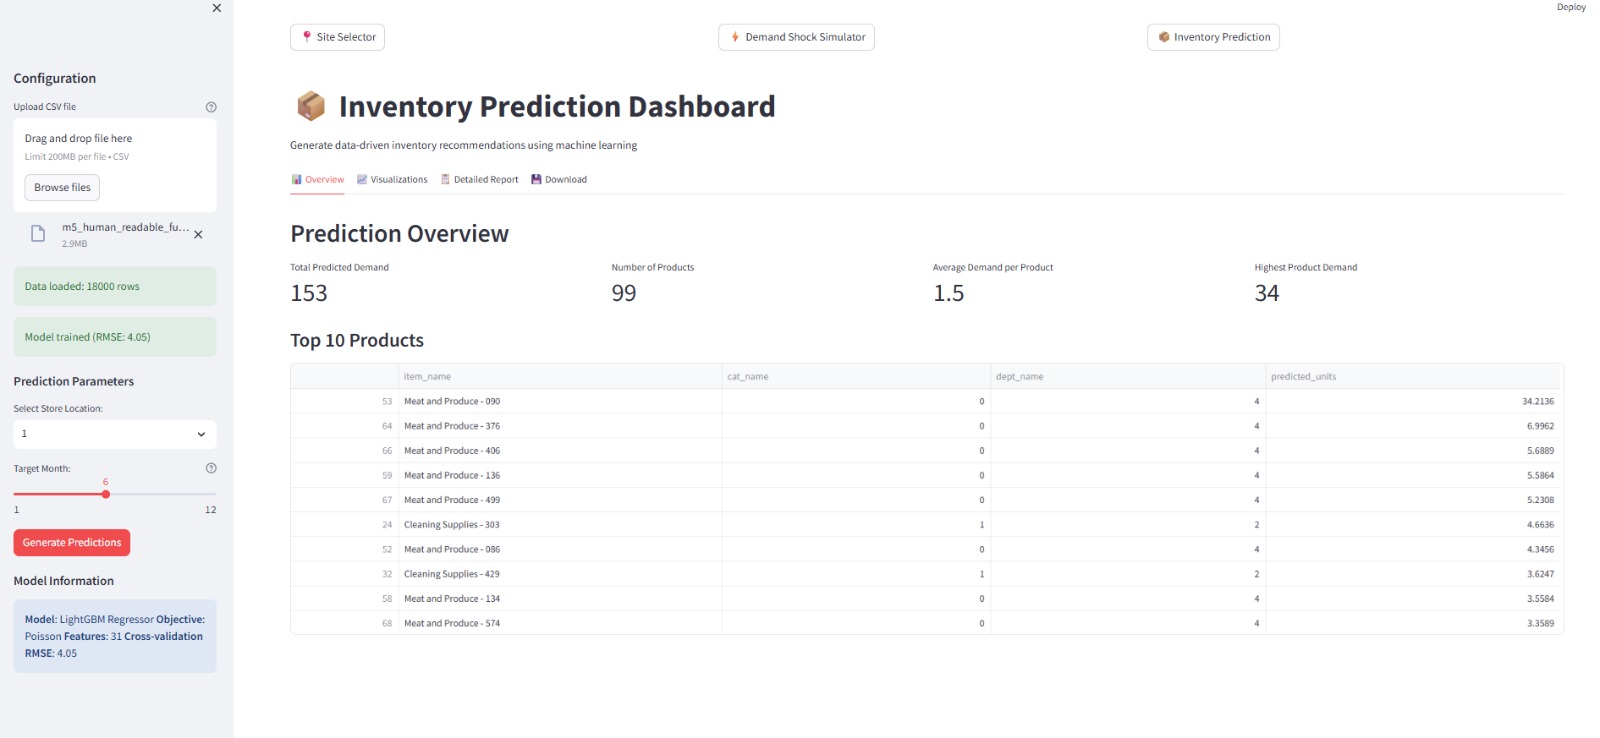 Deploy
Site Selector
Demand Shock Simulator
Inventory Prediction
Configuration
Upload CSV file
Drag and drop file here
Limit 200MB per file • CSV
Browse files
m5_human_readable_fu...
2.9MB
Data loaded: 18000 rows
Model trained (RMSE: 4.05)
Prediction Parameters
Select Store Location:
1
Target Month:
6
1 12
Generate Predictions
Model Information
Model: LightGBM Regressor Objective:
Poisson Features: 31 Cross-validation
RMSE: 4.05
Inventory Prediction Dashboard
Generate data-driven inventory recommendations using machine learning
Overview Visualizations Detailed Report Download
Prediction Overview
Total Predicted Demand
153
Number of Products
99
Average Demand per Product
1.5
Highest Product Demand
34
Top 10 Products
item_name cat_name dept_name predicted_units
53 Meat and Produce - 090 0 4 34.2136
64 Meat and Produce - 376 0 4 6.9962
66 Meat and Produce - 406 0 4 5.6889
59 Meat and Produce - 136 0 4 5.5864
67 Meat and Produce - 499 0 4 5.2308
24 Cleaning Supplies - 303 1 2 4.6636
52 Meat and Produce - 086 0 4 4.3456
32 Cleaning Supplies - 429 1 2 3.6247
58 Meat and Produce - 134 0 4 3.5584
68 Meat and Produce - 574 0 4 3.3589